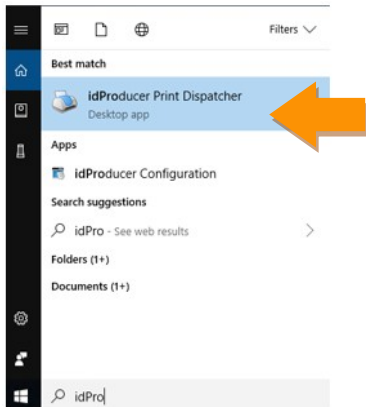 Filters
Best match
idProducer Print Dispatcher
Desktop app
Apps
idProducer Configuration
Search suggestions
idPro - See web results
Folders (1+)
Documents (1+)
idPro